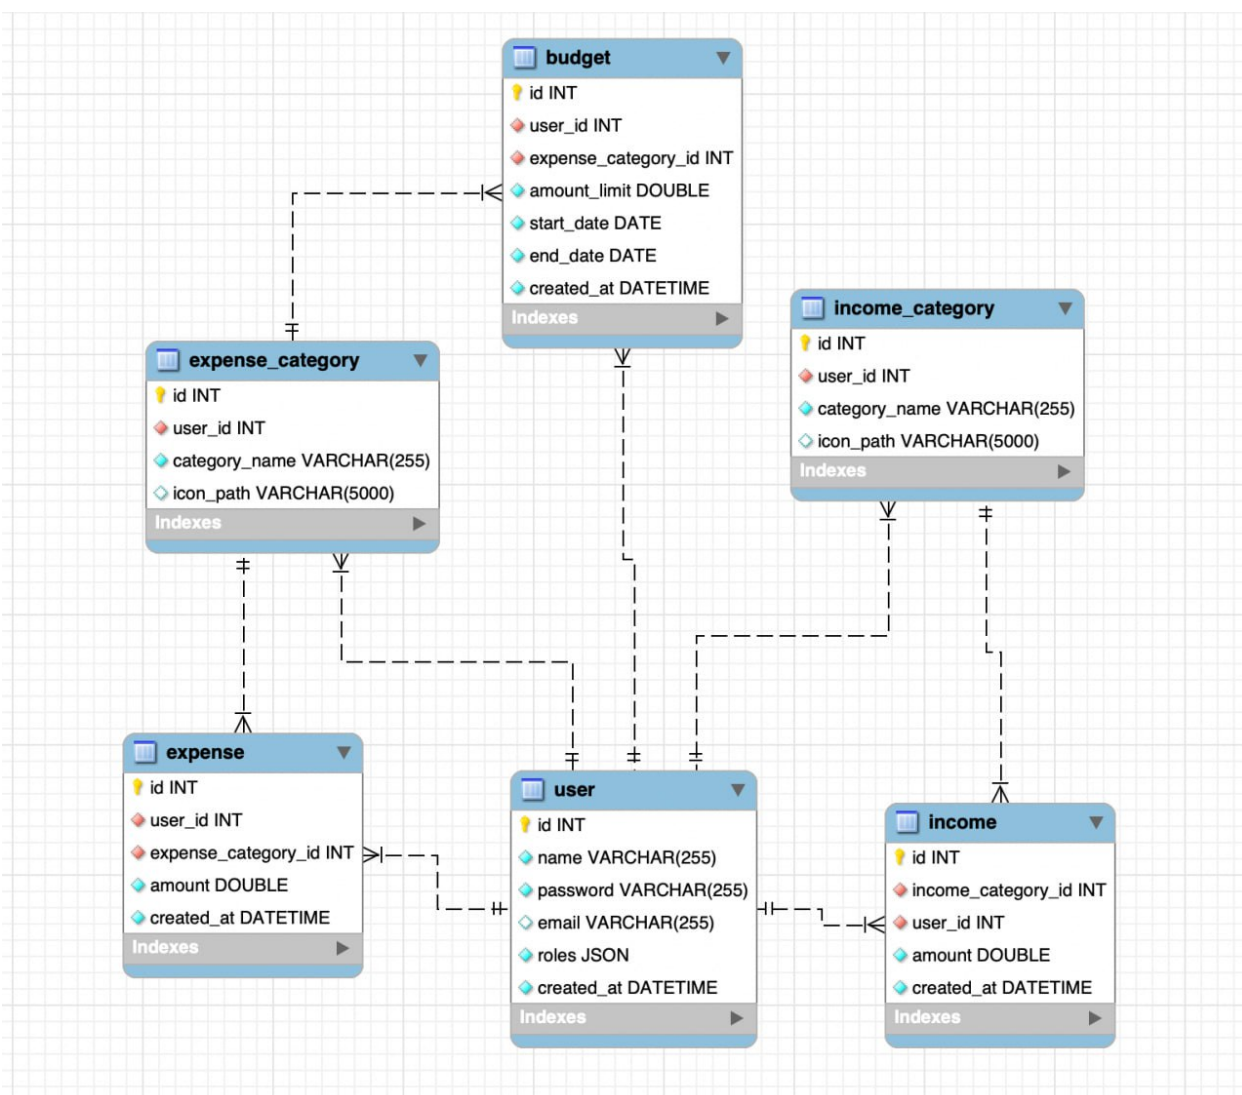 budget
id INT
user_id INT
expense_category_id INT
amount_limit DOUBLE
start_date DATE
end_date DATE
created_at DATETIME
Indexes
income_category
id INT
user_id INT
category_name VARCHAR(255)
icon_path VARCHAR(5000)
Indexes
expense_category
id INT
user_id INT
category_name VARCHAR(255)
icon_path VARCHAR(5000)
Indexes
expense
id INT
user_id INT
expense_category_id INT
amount DOUBLE
created_at DATETIME
Indexes
user
id INT
name VARCHAR(255)
password VARCHAR(255)
email VARCHAR(255)
roles JSON
created_at DATETIME
Indexes
income
id INT
income_category_id INT
user_id INT
amount DOUBLE
created_at DATETIME
Indexes